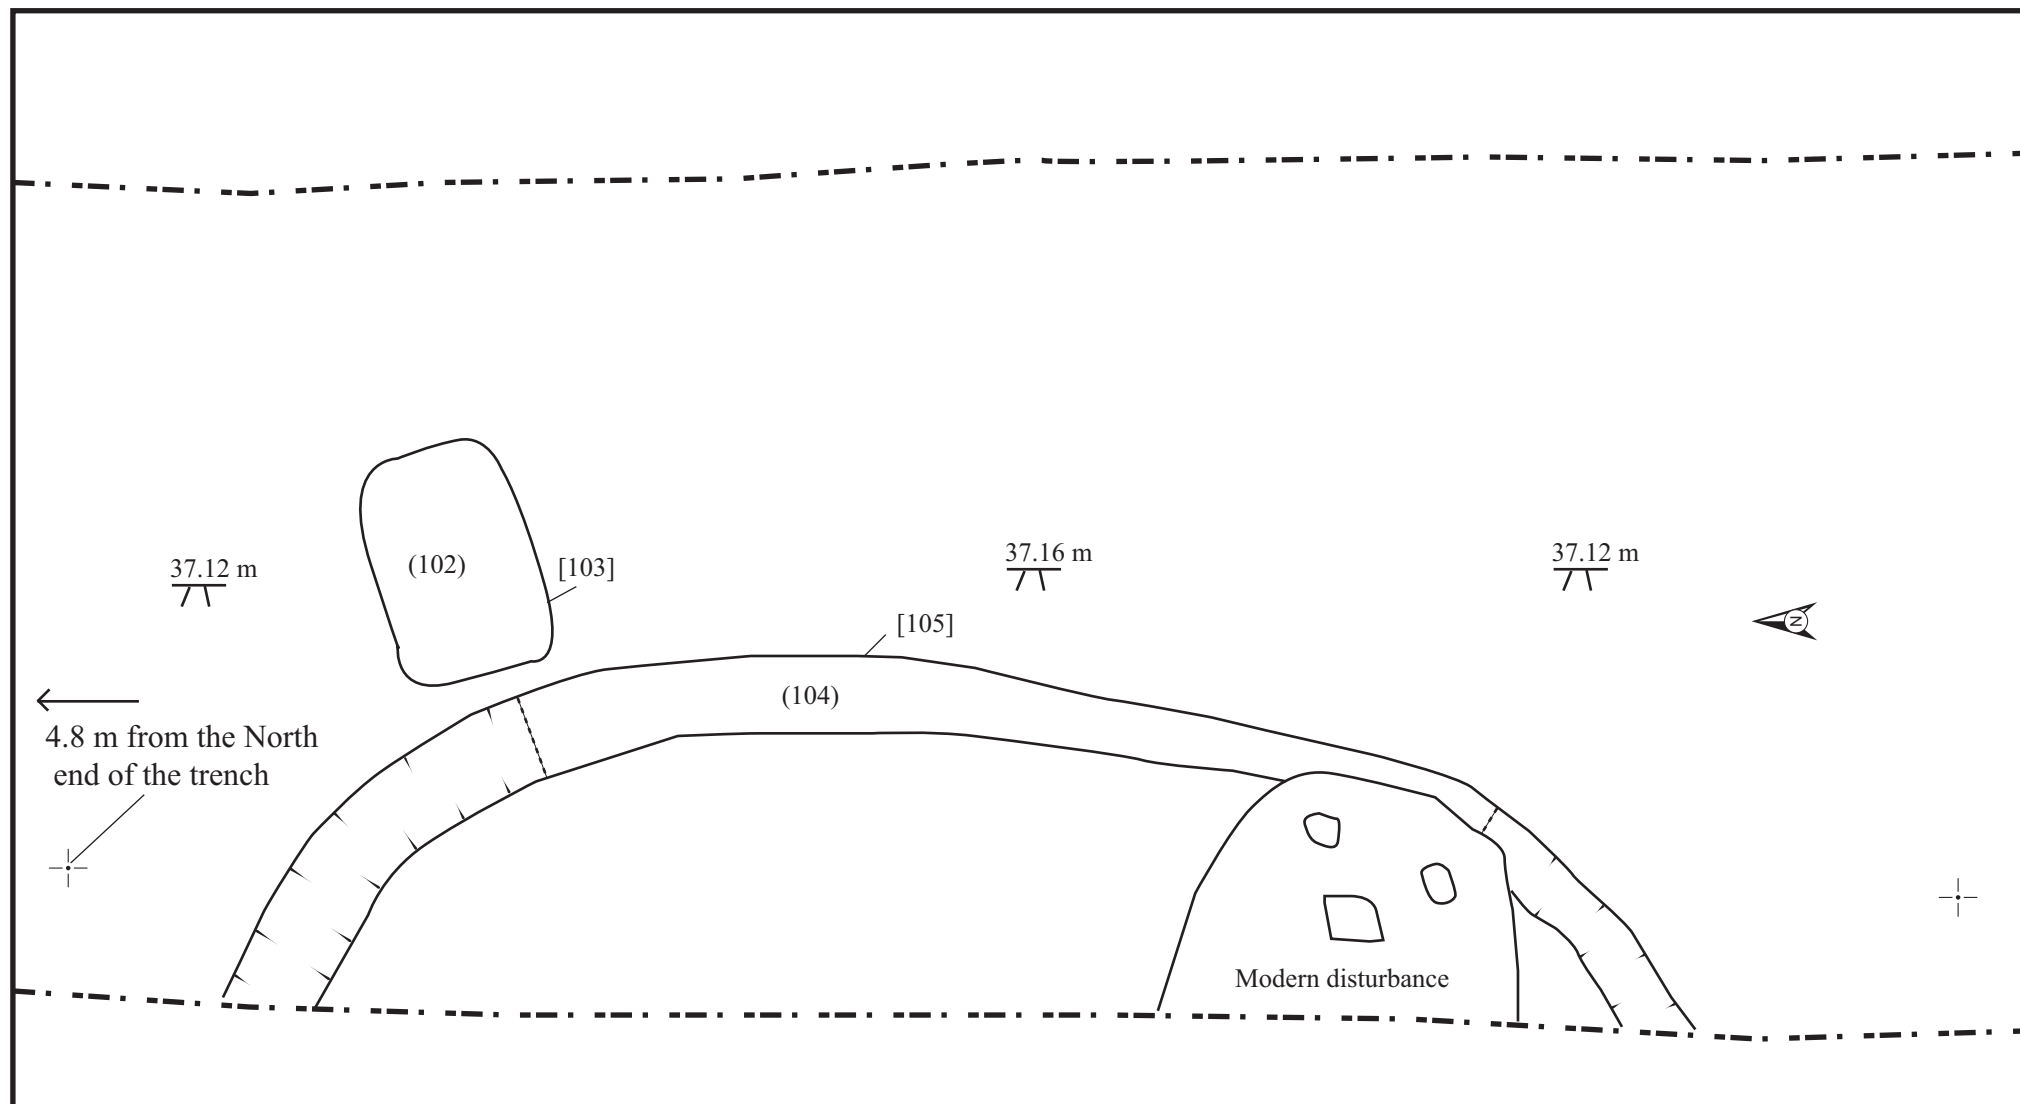 37.12 m
(102)
[103]
37.16 m
37.12 m
[105]
N
(104)
4.8 m from the North
end of the trench
Modern disturbance